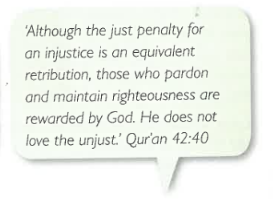 ‘Although the just penalty for
an injustice is an equivalent
retribution, those who pardon
and maintain righteousness are
rewarded by God. He does not
love the unjust.’ Qur’an 42:40